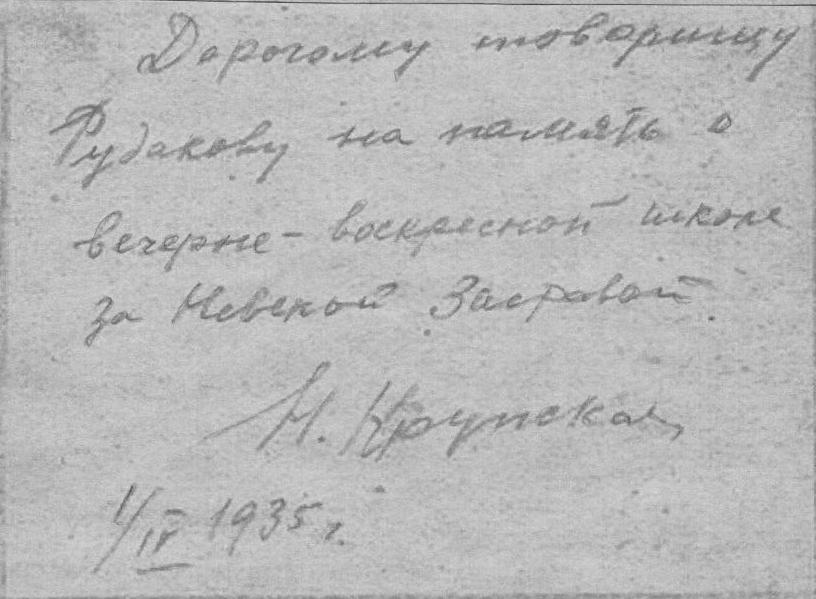 Дорогому товарищу
Рудакову на память о
вечерне-воскресной школе
за Невской Заставой.
Н. Крупская
1/IV 1935 г.